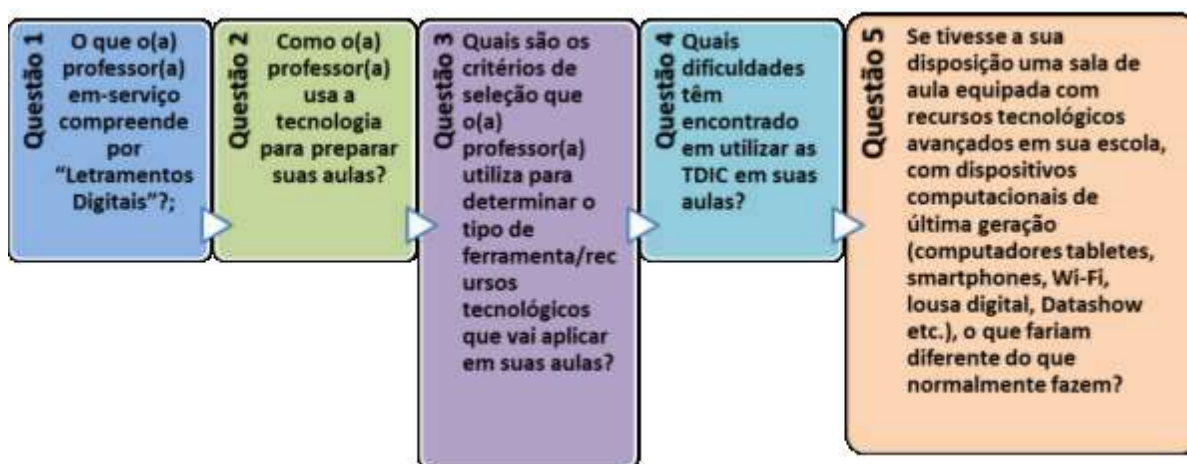 Questão 1
O que o(a)
professor(a)
em-serviço
compreende
por
“Letramentos
Digitais”?;
Questão 2
Como o(a)
professor(a)
usa a
tecnologia
para preparar
suas aulas?
Questão 3
Quais são os
critérios de
seleção que
o(a)
professor(a)
utiliza para
determinar o
tipo de
ferramenta/rec
ursos
tecnológicos
que vai aplicar
em suas aulas?
Questão 4
Quais
dificuldades
têm
encontrado
em utilizar as
TDIC em suas
aulas?
Questão 5
Se tivesse a sua
disposição uma sala de
aula equipada com
recursos tecnológicos
avançados em sua escola,
com dispositivos
computacionais de
última geração
(computadores tabletes,
smartphones, Wi-Fi,
lousa digital, Datashow
etc.), o que fariam
diferente do que
normalmente fazem?